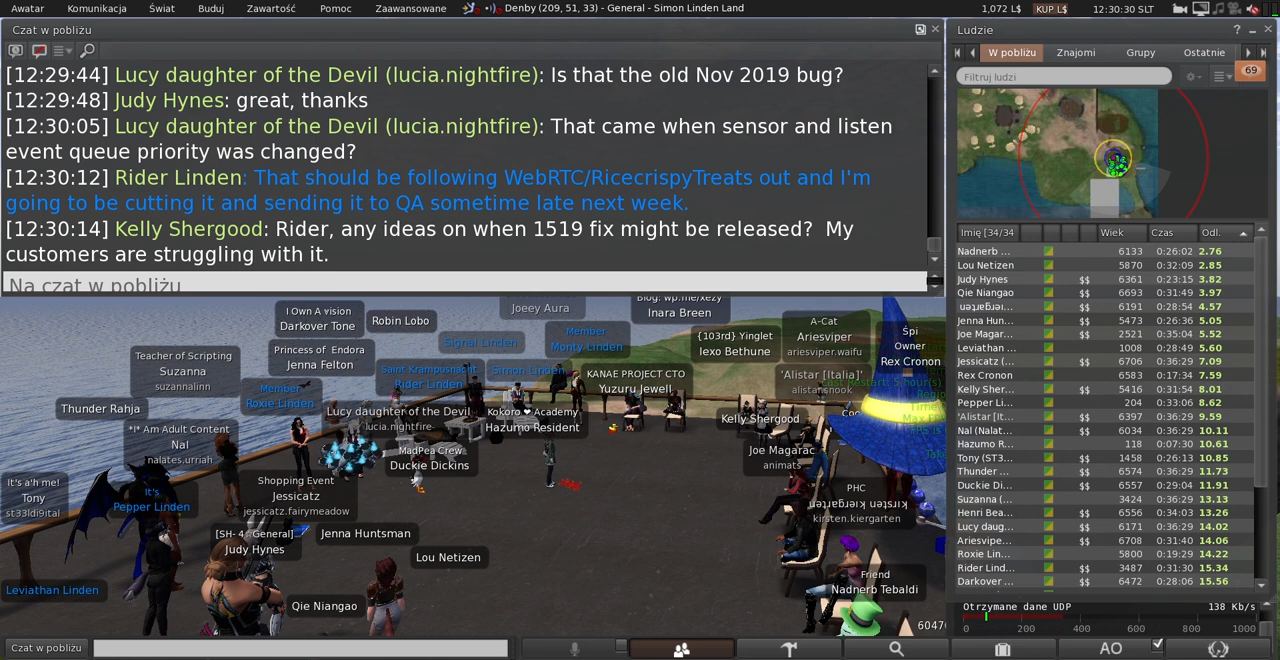 Awatar Komunikacja Świat Buduj Zawartość Pomoc Zaawansowane Denby (209, 51, 33) - General - Simon Linden Land 1,072 L$ KUP L$ 12:30:30 SLT
Czat w pobliżu
[12:29:44] Lucy daughter of the Devil (lucia.nightfire): Is that the old Nov 2019 bug?
[12:29:48] Judy Hynes: great, thanks
[12:30:05] Lucy daughter of the Devil (lucia.nightfire): That came when sensor and listen
event queue priority was changed?
[12:30:12] Rider Linden: That should be following WebRTC/RicecrispyTreats out and I'm
going to be cutting it and sending it to QA sometime late next week.
[12:30:14] Kelly Shergood: Rider, any ideas on when 1519 fix might be released?  My
customers are struggling with it.
Na czat w pobliżu
I Own A vision
Darkover Tone
Robin Lobo
Joeey Aura
Blog: wp.me/xezy
Inara Breen
Signal Linden
Member
Monty Linden
{103rd} Yinglet
Iexo Bethune
A-Cat
Ariesviper
ariesviper.waifu
Śpi
Owner
Rex Cronon
Teacher of Scripting
Suzanna
suzannalinn
Princess of Endora
Jenna Felton
Member
Roxie Linden
Saint Krampusnacht
Rider Linden
Simon Linden
KANAE PROJECT CTO
Yuzuru Jewell
'Alistar [Italia]'
alistar.snook
Thunder Rahja
Lucy daughter of the Devil
lucia.nightfire
Kokoro ❤ Academy
Hazumo Resident
Kelly Shergood
*I* Am Adult Content
Nal
nalates.urriah
MadPea Crew
Duckie Dickins
Joe Magarac
animats
It's a'h me!
Tony
st33ldi9ital
It's
Pepper Linden
Shopping Event
Jessicatz
jessicatz.fairymeadow
PHC
kirsten.kiergarten
[SH- 4 General]
Judy Hynes
Jenna Huntsman
Lou Netizen
Leviathan Linden
Qie Niangao
Friend
Nadnerb Tebaldi
6047
Czat w pobliżu
AO
Ludzie
W pobliżu Znajomi Grupy Ostatnie
Filtruj ludzi
69
Imię [34/34 Wiek Czas Odl.
Nadnerb ... 6133 0:26:02 2.76
Lou Netizen 5870 0:32:09 2.85
Judy Hynes $$ 6361 0:23:15 3.82
Qie Niangao $$ 6693 0:31:49 3.97
$$ 6191 0:28:54 4.57
Jenna Hun... $$ 5473 0:26:36 5.05
Joe Magar... $$ 2521 0:35:04 5.52
Leviathan ... 1008 0:28:49 5.60
Jessicatz (... $$ 6706 0:36:29 7.09
Rex Cronon 6583 0:17:34 7.59
Kelly Sher... $$ 5416 0:31:54 8.01
Pepper Li... 204 0:33:06 8.62
'Alistar [It... $$ 6397 0:36:29 9.59
Nal (Nalat... $$ 6034 0:36:29 10.11
Hazumo R... 118 0:07:30 10.61
Tony (ST3... $$ 1458 0:26:13 10.85
Thunder ... $$ 6574 0:36:29 11.73
Duckie Di... $$ 6557 0:29:04 11.91
Suzanna (... 3424 0:36:29 13.13
Henri Bea... $$ 6556 0:34:03 13.26
Lucy daug... $$ 6171 0:36:29 14.02
Ariesvipe... $$ 6708 0:31:40 14.06
Roxie Lin... 5800 0:19:29 14.22
Rider Lind... $$ 3487 0:31:30 15.34
Darkover ... $$ 6472 0:28:06 15.56
Otrzymane dane UDP 138 Kb/s
0 200 400 600 800 1000